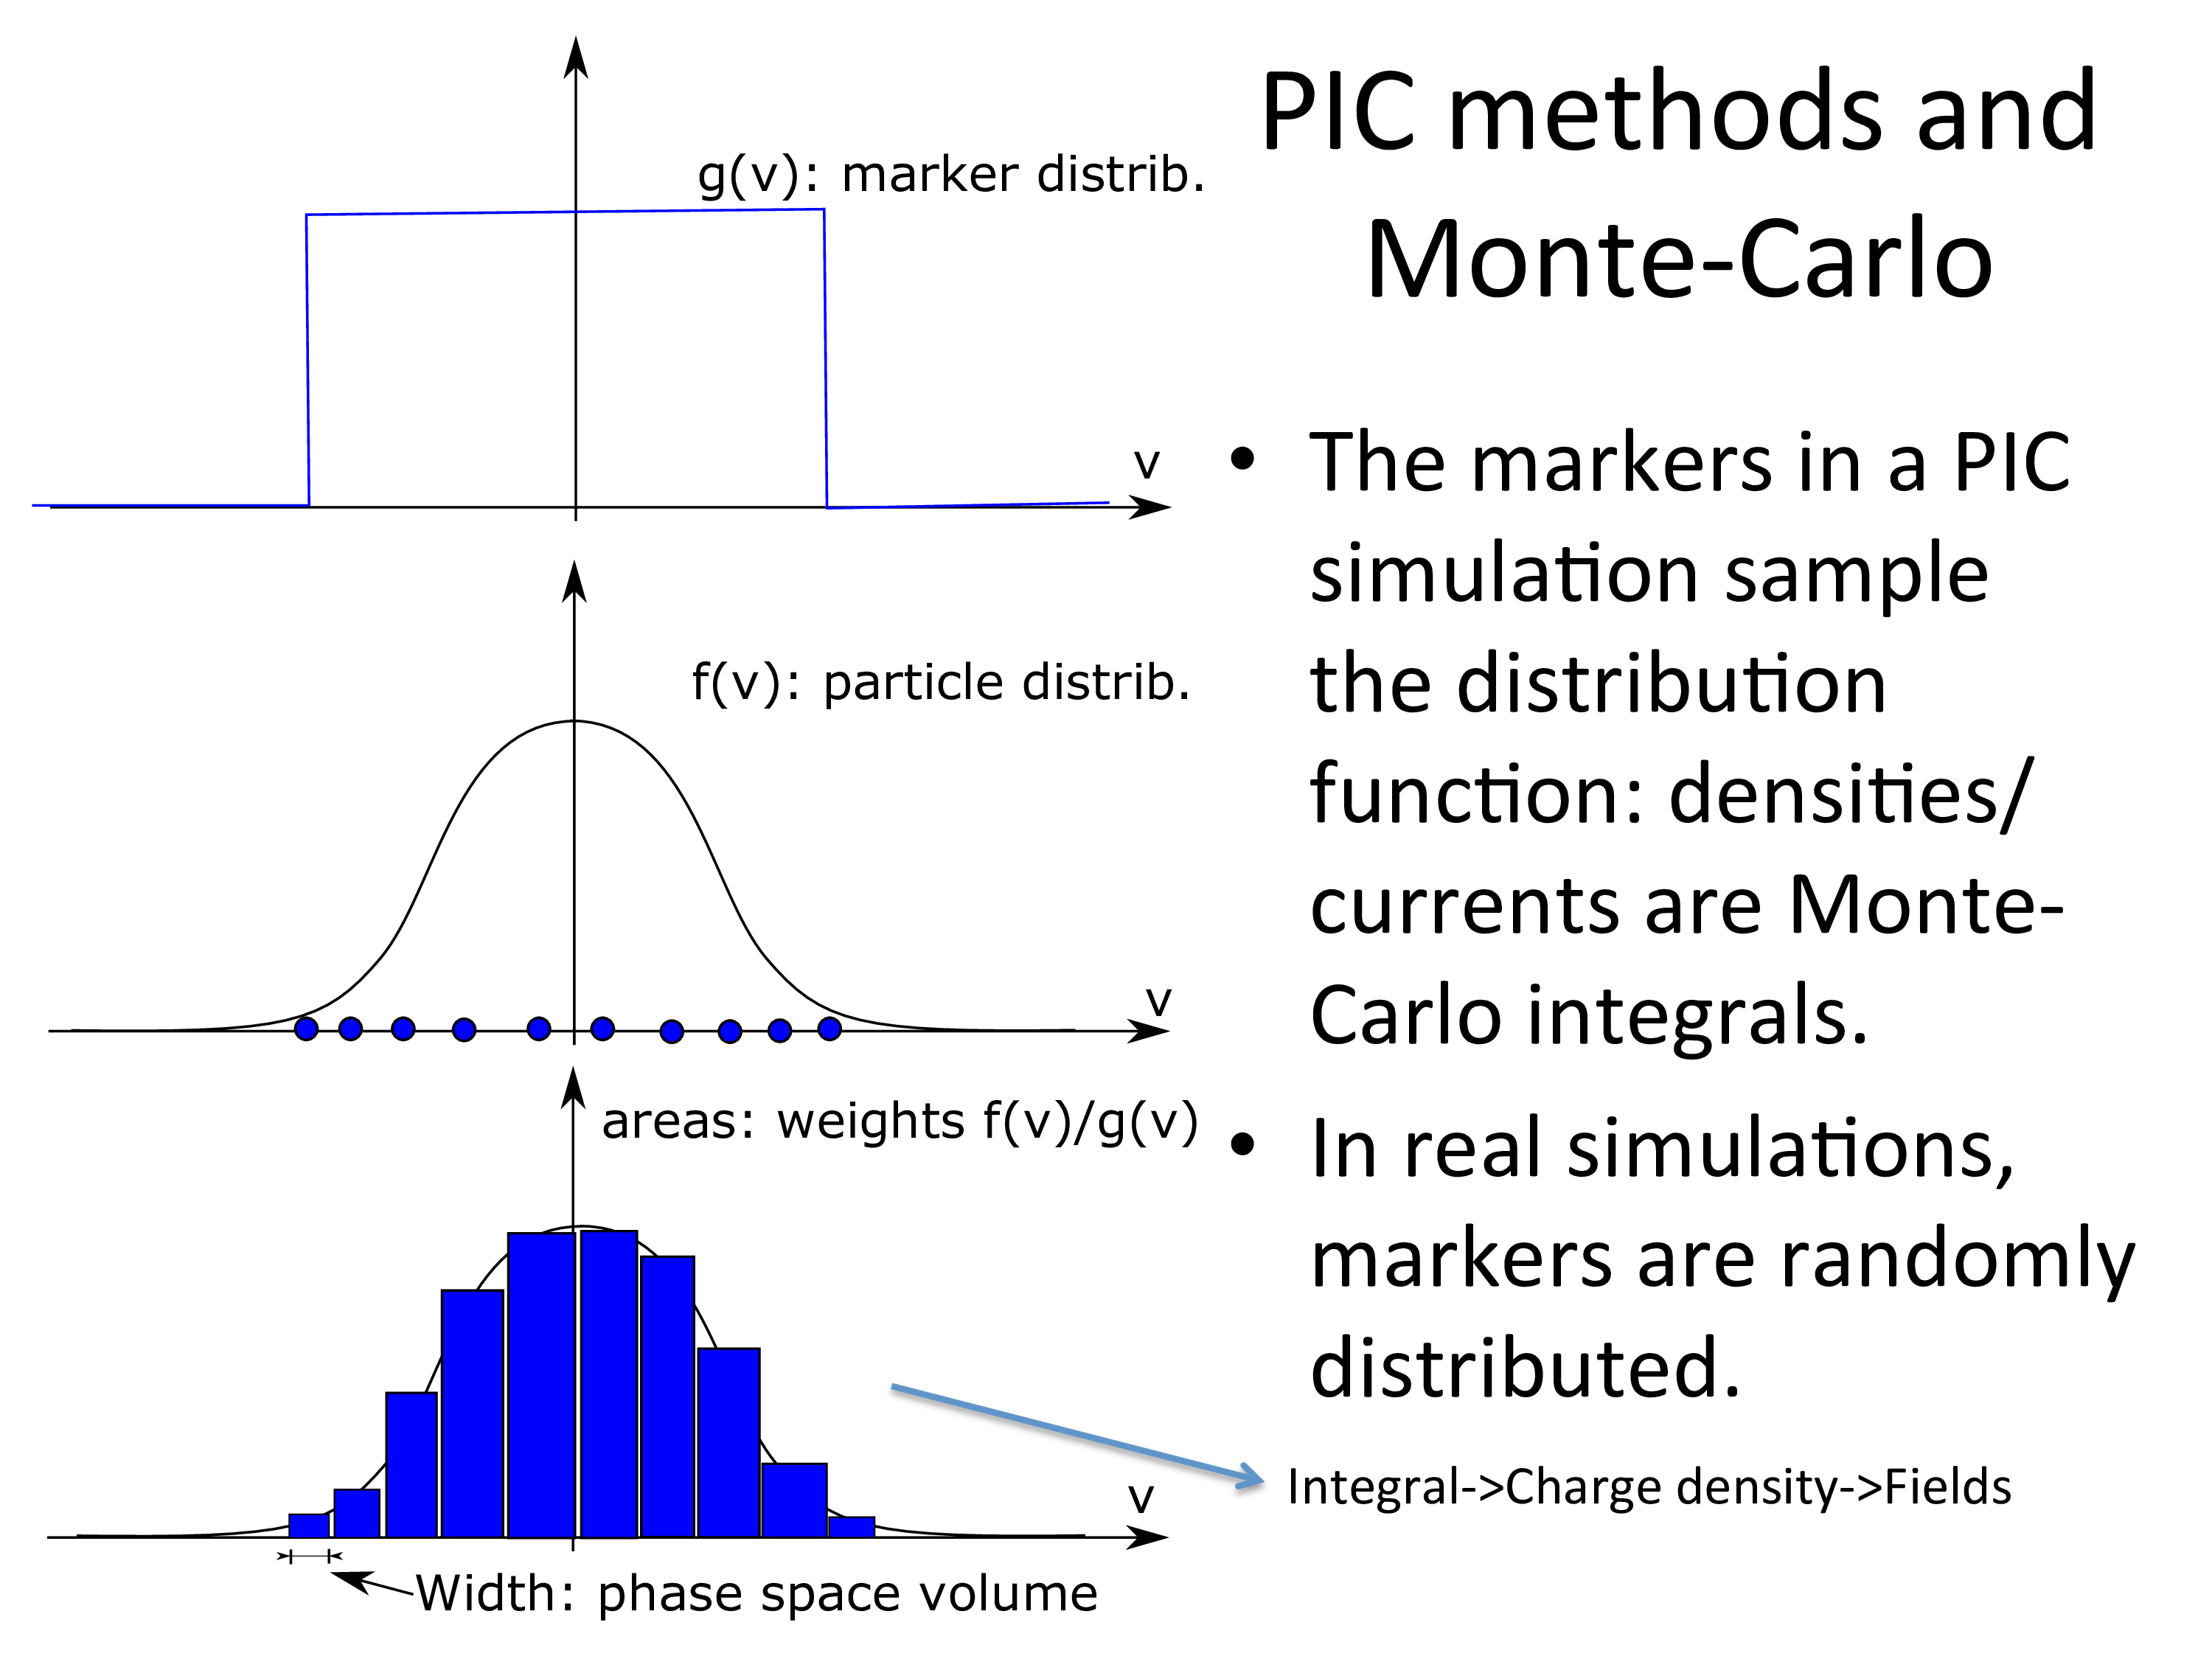 PIC methods and
Monte-Carlo
g(v): marker distrib.
v
f(v): particle distrib.
v
areas: weights f(v)/g(v)
v
Width: phase space volume
• The markers in a PIC
simulation sample
the distribution
function: densities/
currents are Monte-
Carlo integrals.
• In real simulations,
markers are randomly
distributed.
Integral->Charge density->Fields